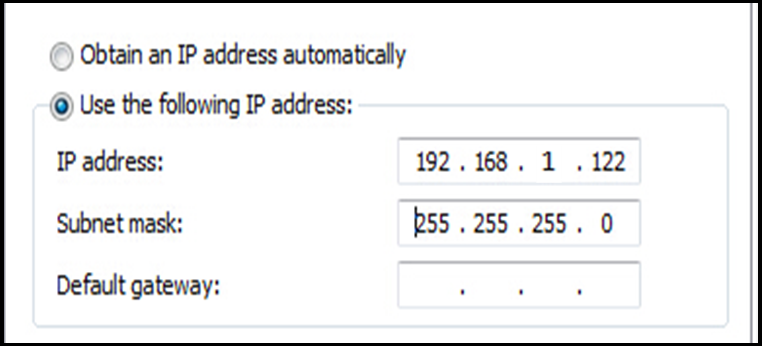 Obtain an IP address automatically
Use the following IP address:
IP address: 192 . 168 . 1 . 122
Subnet mask: 255 . 255 . 255 . 0
Default gateway: . . .